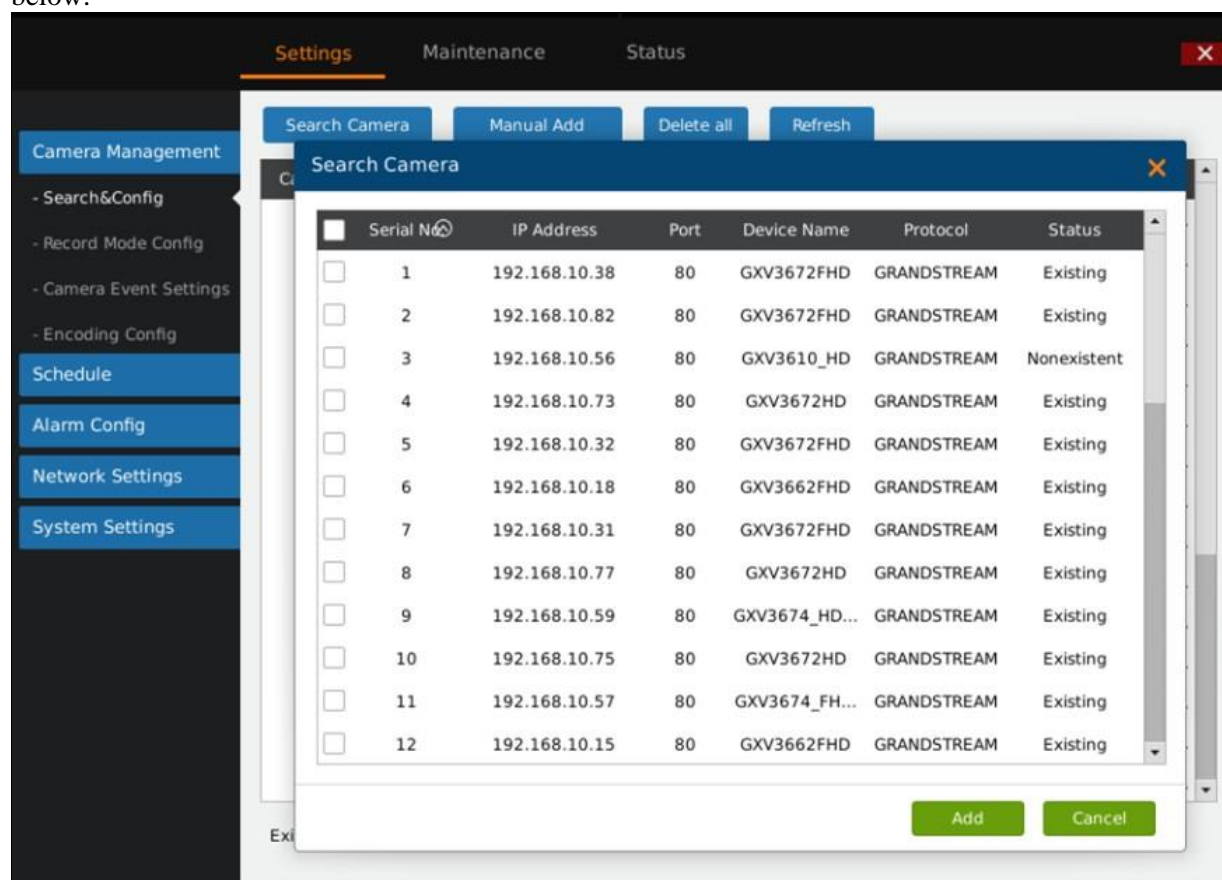 below:
Settings Maintenance Status
Search Camera Manual Add Delete all Refresh
Camera Management
- Search&Config
- Record Mode Config
- Camera Event Settings
- Encoding Config
Schedule
Alarm Config
Network Settings
System Settings
Search Camera
Serial No. IP Address Port Device Name Protocol Status
1 192.168.10.38 80 GXV3672FHD GRANDSTREAM Existing
2 192.168.10.82 80 GXV3672FHD GRANDSTREAM Existing
3 192.168.10.56 80 GXV3610_HD GRANDSTREAM Nonexistent
4 192.168.10.73 80 GXV3672HD GRANDSTREAM Existing
5 192.168.10.32 80 GXV3672FHD GRANDSTREAM Existing
6 192.168.10.18 80 GXV3662FHD GRANDSTREAM Existing
7 192.168.10.31 80 GXV3672FHD GRANDSTREAM Existing
8 192.168.10.77 80 GXV3672HD GRANDSTREAM Existing
9 192.168.10.59 80 GXV3674_HD... GRANDSTREAM Existing
10 192.168.10.75 80 GXV3672HD GRANDSTREAM Existing
11 192.168.10.57 80 GXV3674_FH... GRANDSTREAM Existing
12 192.168.10.15 80 GXV3662FHD GRANDSTREAM Existing
Add Cancel